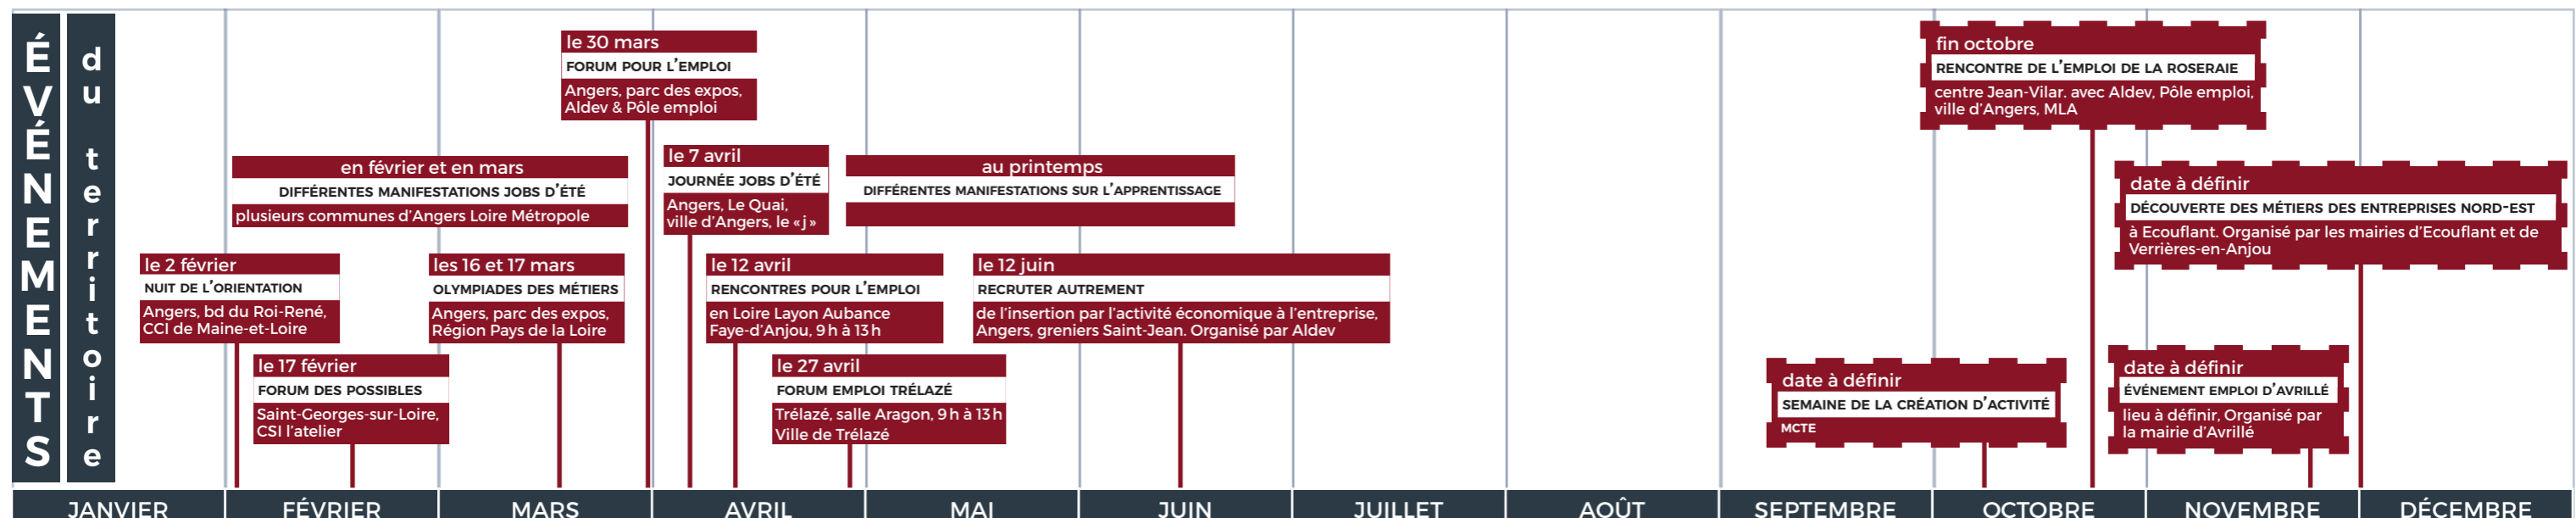 ÉVÉNEMENTS
du territoire
le 30 mars
FORUM POUR L'EMPLOI
Angers, parc des expos,
Aldev & Pôle emploi
fin octobre
RENCONTRE DE L'EMPLOI DE LA ROSERAIE
centre Jean-Vilar. avec Aldev, Pôle emploi,
ville d'Angers, MLA
en février et en mars
DIFFÉRENTES MANIFESTATIONS JOBS D'ÉTÉ
plusieurs communes d'Angers Loire Métropole
le 7 avril
JOURNÉE JOBS D'ÉTÉ
Angers, Le Quai,
ville d'Angers, le « j »
au printemps
DIFFÉRENTES MANIFESTATIONS SUR L'APPRENTISSAGE
date à définir
DÉCOUVERTE DES MÉTIERS DES ENTREPRISES NORD-EST
à Ecouflant. Organisé par les mairies d'Ecouflant et de
Verrières-en-Anjou
le 2 février
NUIT DE L'ORIENTATION
Angers, bd du Roi-René,
CCI de Maine-et-Loire
les 16 et 17 mars
OLYMPIADES DES MÉTIERS
Angers, parc des expos,
Région Pays de la Loire
le 12 avril
RENCONTRES POUR L'EMPLOI
en Loire Layon Aubance
Faye-d'Anjou, 9 h à 13 h
le 12 juin
RECRUTER AUTREMENT
de l'insertion par l'activité économique à l'entreprise,
Angers, greniers Saint-Jean. Organisé par Aldev
le 17 février
FORUM DES POSSIBLES
Saint-Georges-sur-Loire,
CSI l'atelier
le 27 avril
FORUM EMPLOI TRÉLAZÉ
Trélazé, salle Aragon, 9 h à 13 h
Ville de Trélazé
date à définir
SEMAINE DE LA CRÉATION D'ACTIVITÉ
MCTE
date à définir
ÉVÉNEMENT EMPLOI D'AVRILLÉ
lieu à définir, Organisé par
la mairie d'Avrillé
JANVIER FÉVRIER MARS AVRIL MAI JUIN JUILLET AOÛT SEPTEMBRE OCTOBRE NOVEMBRE DÉCEMBRE